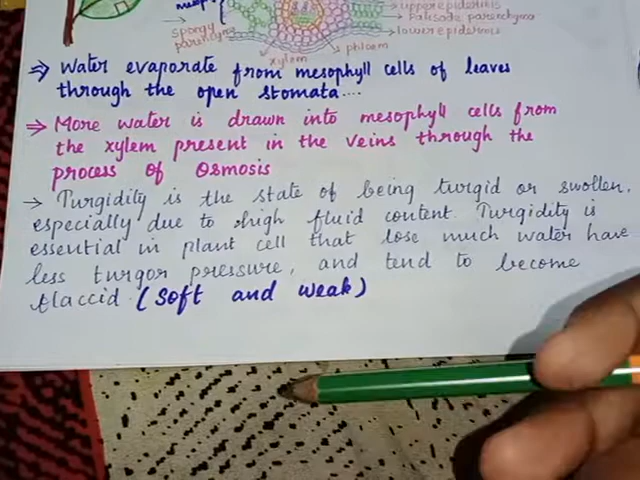 mesop
upper epidermis
Palisade parenchyma
spongy
parenchyma
lower epidermis
phloem
xylem
⇒ Water evaporate from mesophyll cells of leaves
through the open stomata....
⇒ More water is drawn into mesophyll cells from
the xylem present in the veins through the
process of Osmosis
→ Turgidity is the state of being turgid or swollen,
especially due to high fluid content. Turgidity is
essential in plant cell that lose much water have
less turgor pressure, and tend to become
flaccid (Soft and weak)